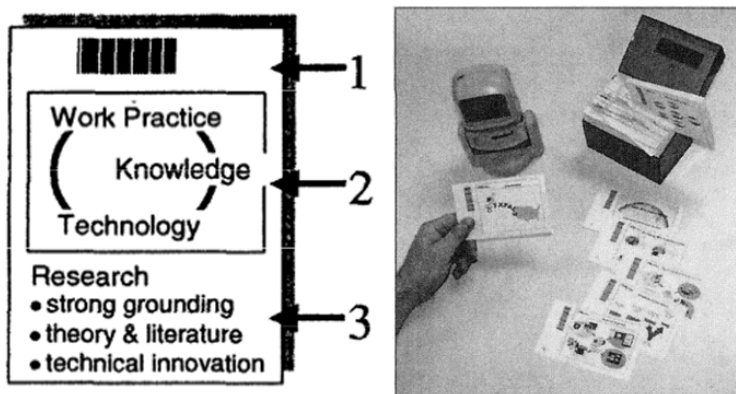 1
Work Practice
Knowledge
2
Technology
Research
• strong grounding
• theory & literature
3
• technical innovation